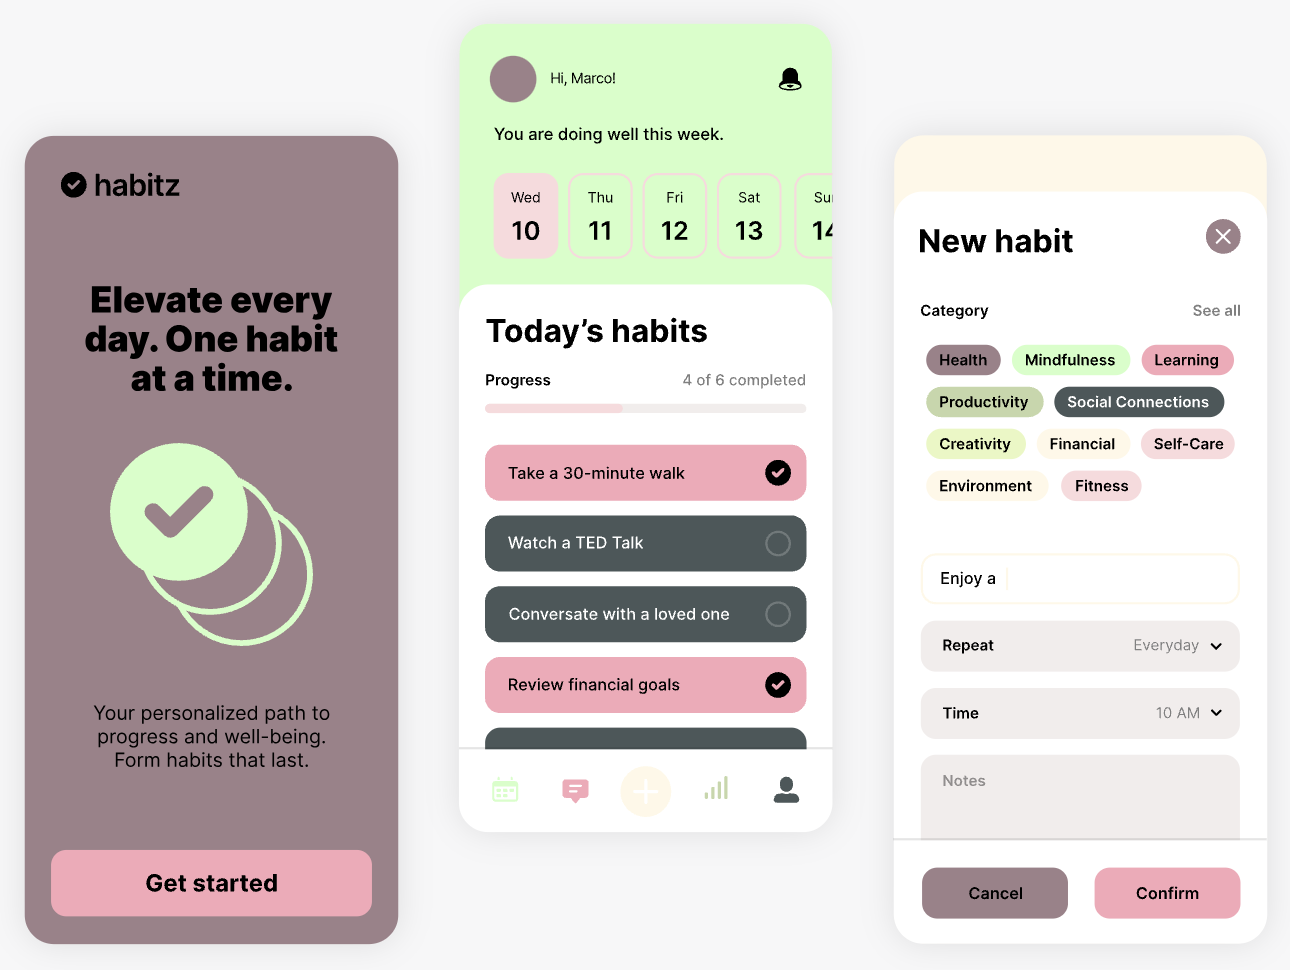 habitz
Elevate every
day. One habit
at a time.
Your personalized path to
progress and well-being.
Form habits that last.
Get started
Hi, Marco!
You are doing well this week.
Wed Thu Fri Sat Sun
10 11 12 13 14
Today’s habits
Progress 4 of 6 completed
Take a 30-minute walk
Watch a TED Talk
Conversate with a loved one
Review financial goals
New habit
Category See all
Health Mindfulness Learning
Productivity Social Connections
Creativity Financial Self-Care
Environment Fitness
Enjoy a
Repeat Everyday
Time 10 AM
Notes
Cancel Confirm